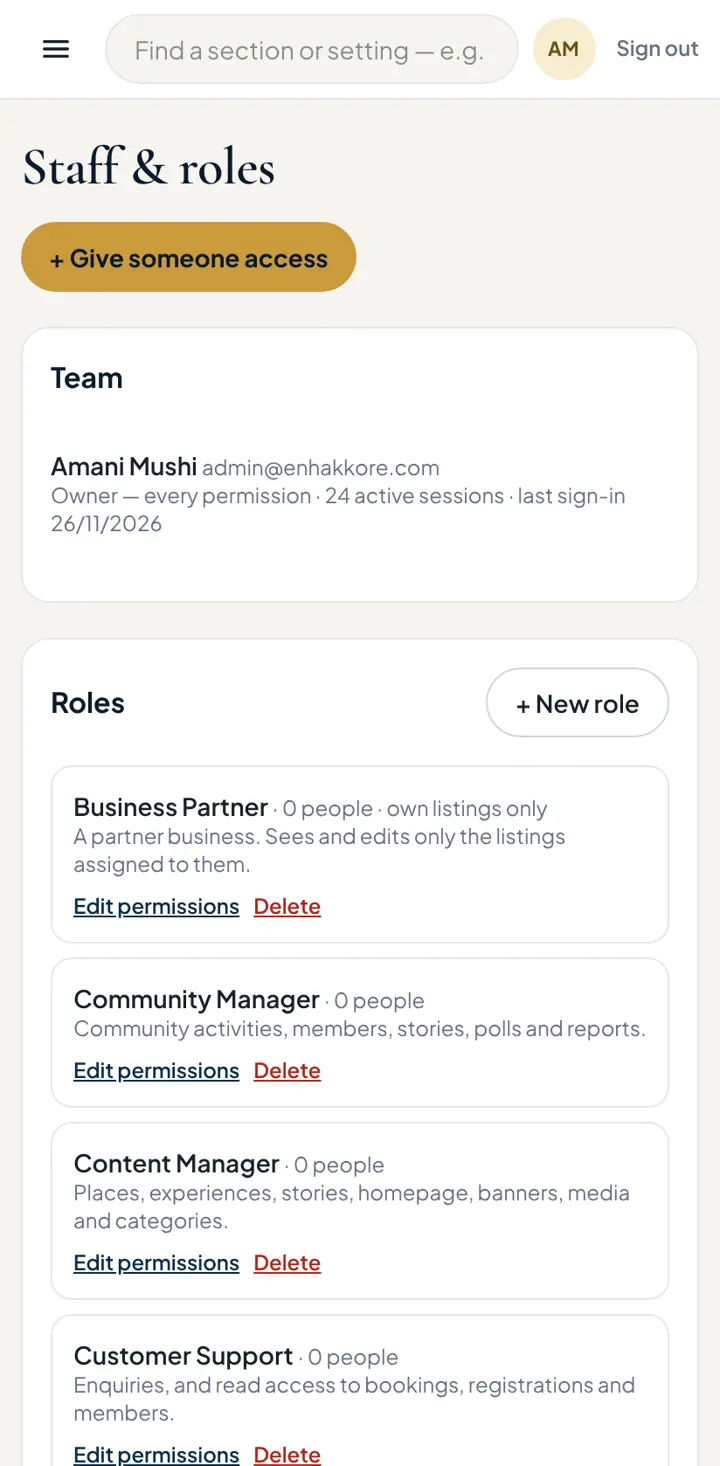 Find a section or setting — e.g.
AM
Sign out
Staff & roles
+ Give someone access
Team
Amani Mushi admin@enhakkore.com
Owner — every permission · 24 active sessions · last sign-in
26/11/2026
Roles
+ New role
Business Partner · 0 people · own listings only
A partner business. Sees and edits only the listings
assigned to them.
Edit permissions Delete
Community Manager · 0 people
Community activities, members, stories, polls and reports.
Edit permissions Delete
Content Manager · 0 people
Places, experiences, stories, homepage, banners, media
and categories.
Edit permissions Delete
Customer Support · 0 people
Enquiries, and read access to bookings, registrations and
members.
Edit permissions Delete